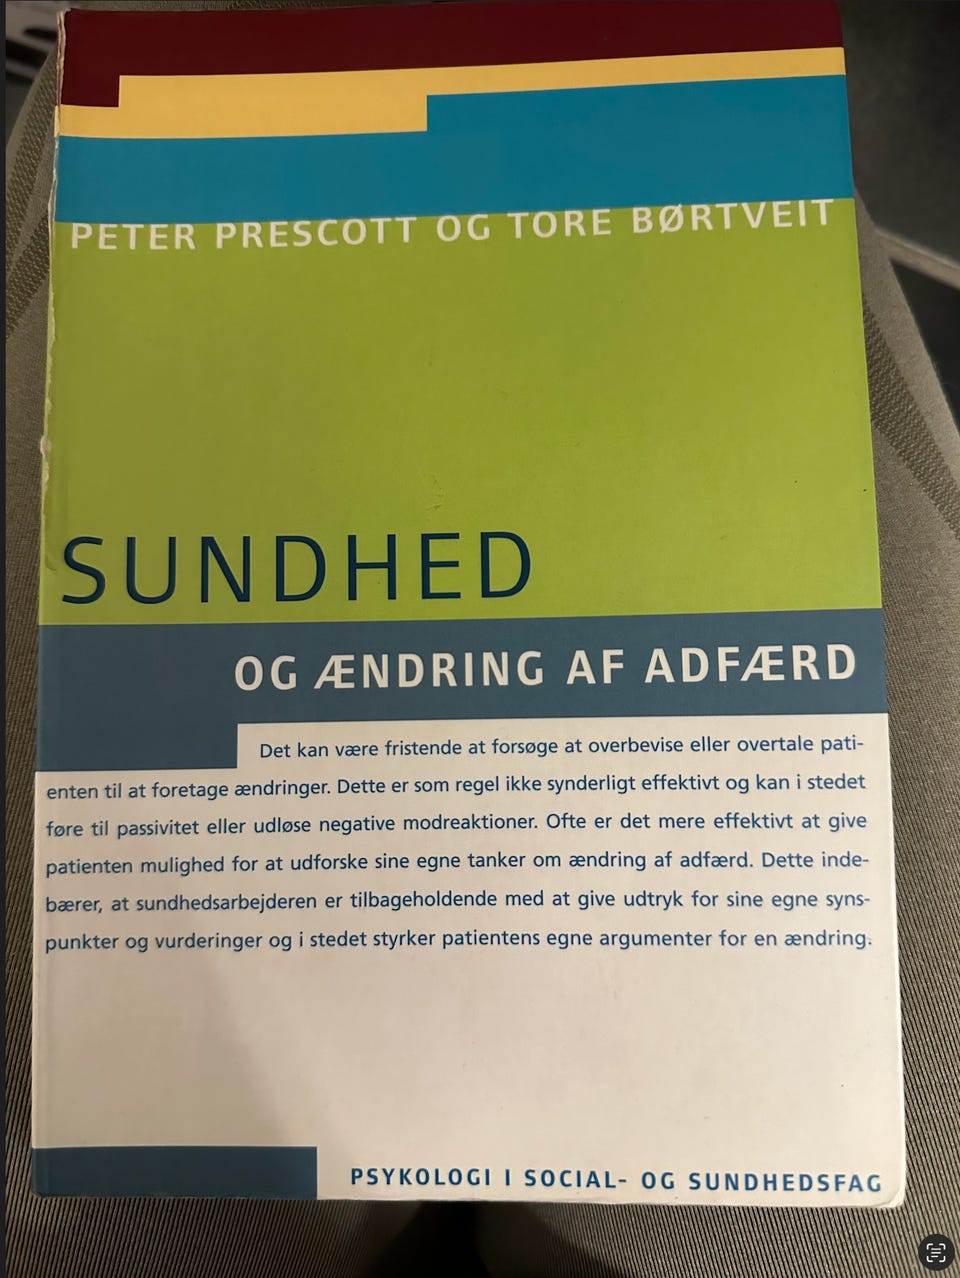 PETER PRESCOTT OG TORE BØRTVEIT
SUNDHED
OG ÆNDRING AF ADFÆRD
Det kan være fristende at forsøge at overbevise eller overtale pati-
enten til at foretage ændringer. Dette er som regel ikke synderligt effektivt og kan i stedet
føre til passivitet eller udløse negative modreaktioner. Ofte er det mere effektivt at give
patienten mulighed for at udforske sine egne tanker om ændring af adfærd. Dette inde-
bærer, at sundhedsarbejderen er tilbageholdende med at give udtryk for sine egne syns-
punkter og vurderinger og i stedet styrker patientens egne argumenter for en ændring.
PSYKOLOGI I SOCIAL- OG SUNDHEDSFAG